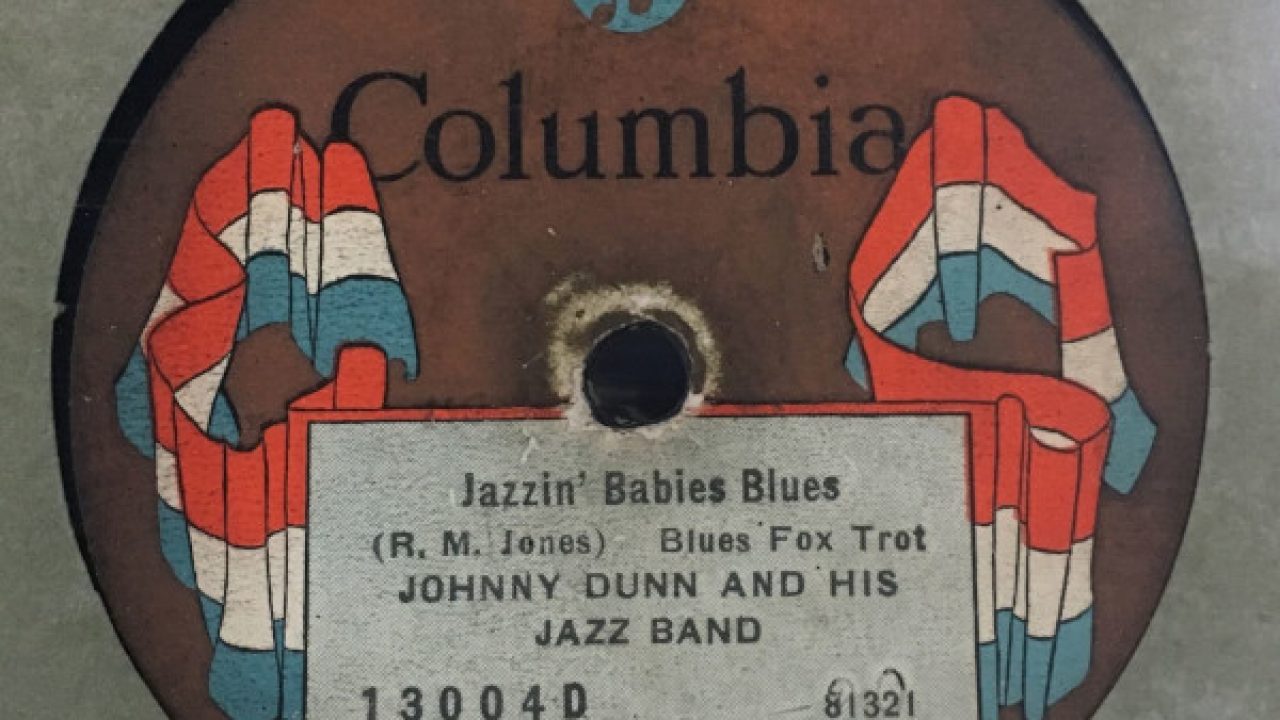 Columbia
Jazzin' Babies Blues
(R. M. Jones) Blues Fox Trot
JOHNNY DUNN AND HIS
JAZZ BAND
13004D 81321